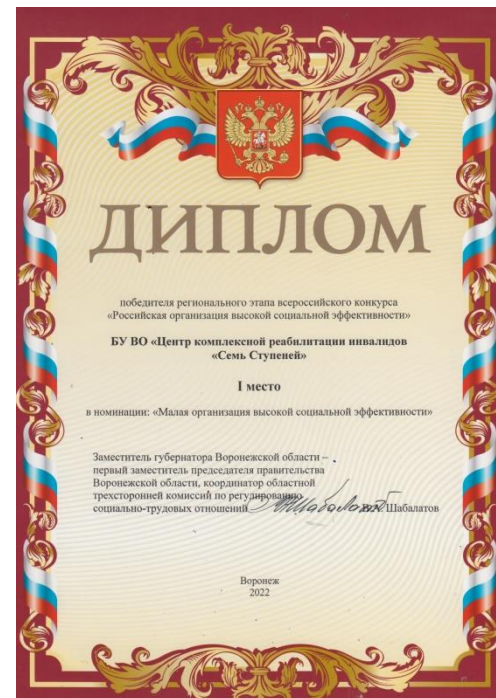 ДИПЛОМ
победителя регионального этапа всероссийского конкурса
«Российская организация высокой социальной эффективности»
БУ ВО «Центр комплексной реабилитации инвалидов
«Семь Ступеней»
I место
в номинации: «Малая организация высокой социальной эффективности»
Заместитель губернатора Воронежской области –
первый заместитель председателя правительства
Воронежской области, координатор областной
трехсторонней комиссий по регулированию
социально-трудовых отношений Шабалатов
Воронеж
2022